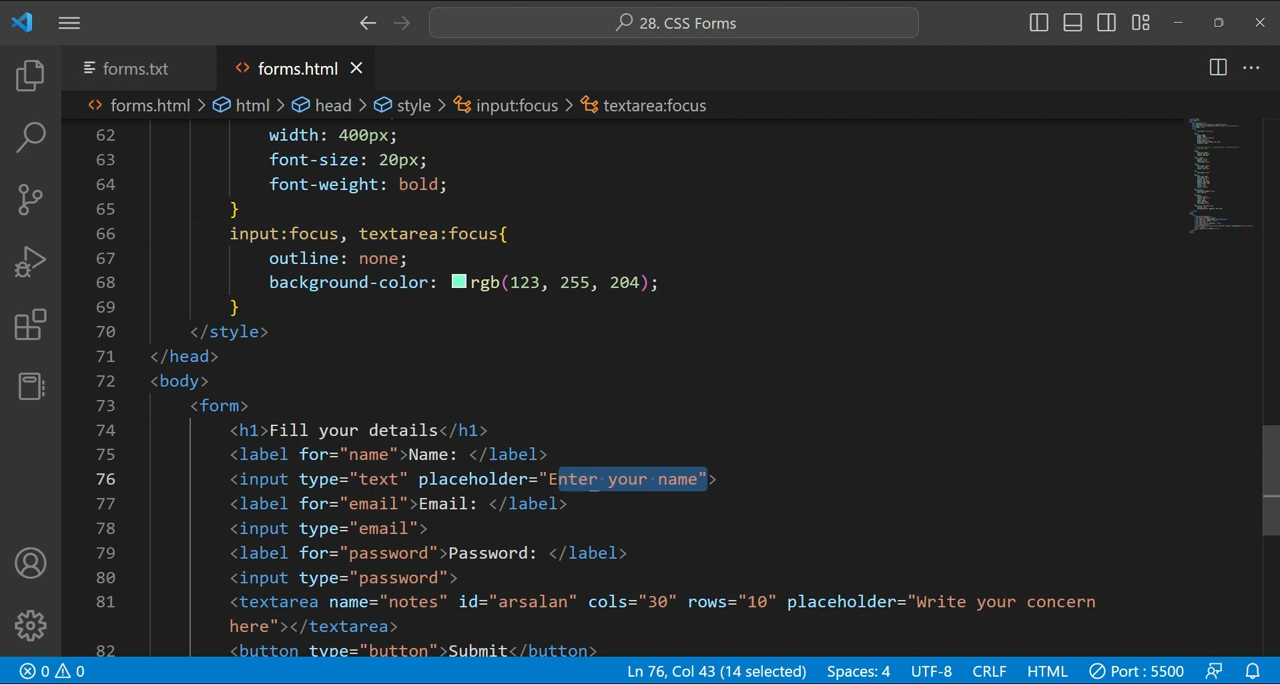 28. CSS Forms
forms.txt
forms.html
forms.html > html > head > style > input:focus > textarea:focus
62 width: 400px;
63 font-size: 20px;
64 font-weight: bold;
65 }
66 input:focus, textarea:focus{
67 outline: none;
68 background-color: rgb(123, 255, 204);
69 }
70 </style>
71 </head>
72 <body>
73 <form>
74 <h1>Fill your details</h1>
75 <label for="name">Name: </label>
76 <input type="text" placeholder="Enter your name">
77 <label for="email">Email: </label>
78 <input type="email">
79 <label for="password">Password: </label>
80 <input type="password">
81 <textarea name="notes" id="arsalan" cols="30" rows="10" placeholder="Write your concern
here"></textarea>
82 <button type="button">Submit</button>
0 0 Ln 76, Col 43 (14 selected) Spaces: 4 UTF-8 CRLF HTML Port : 5500